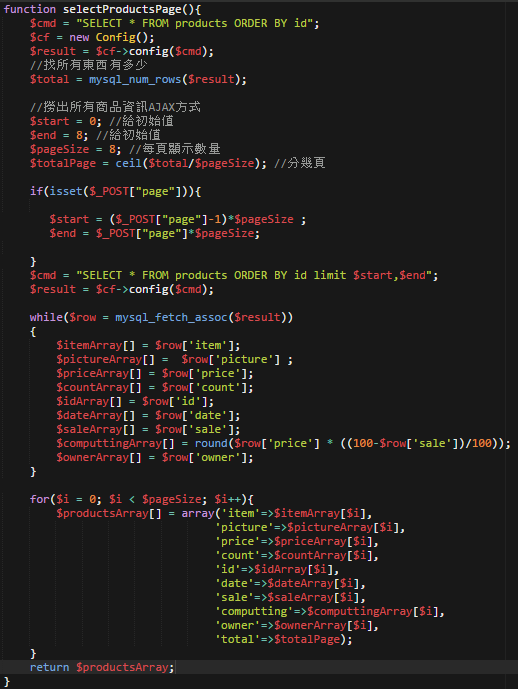 function selectProductsPage(){
$cmd = "SELECT * FROM products ORDER BY id";
$cf = new Config();
$result = $cf->config($cmd);
//找所有東西有多少
$total = mysql_num_rows($result);
//撈出所有商品資訊AJAX方式
$start = 0; //給初始值
$end = 8; //給初始值
$pageSize = 8; //每頁顯示數量
$totalPage = ceil($total/$pageSize); //分幾頁
if(isset($_POST["page"])){
$start = ($_POST["page"]-1)*$pageSize ;
$end = $_POST["page"]*$pageSize;
}
$cmd = "SELECT * FROM products ORDER BY id limit $start,$end";
$result = $cf->config($cmd);
while($row = mysql_fetch_assoc($result))
{
$itemArray[] = $row['item'];
$pictureArray[] =  $row['picture'] ;
$priceArray[] = $row['price'];
$countArray[] = $row['count'];
$idArray[] = $row['id'];
$dateArray[] = $row['date'];
$saleArray[] = $row['sale'];
$computtingArray[] = round($row['price'] * ((100-$row['sale'])/100));
$ownerArray[] = $row['owner'];
}
for($i = 0; $i < $pageSize; $i++){
$productsArray[] = array('item'=>$itemArray[$i],
'picture'=>$pictureArray[$i],
'price'=>$priceArray[$i],
'count'=>$countArray[$i],
'id'=>$idArray[$i],
'date'=>$dateArray[$i],
'sale'=>$saleArray[$i],
'computting'=>$computtingArray[$i],
'owner'=>$ownerArray[$i],
'total'=>$totalPage);
}
return $productsArray;
}